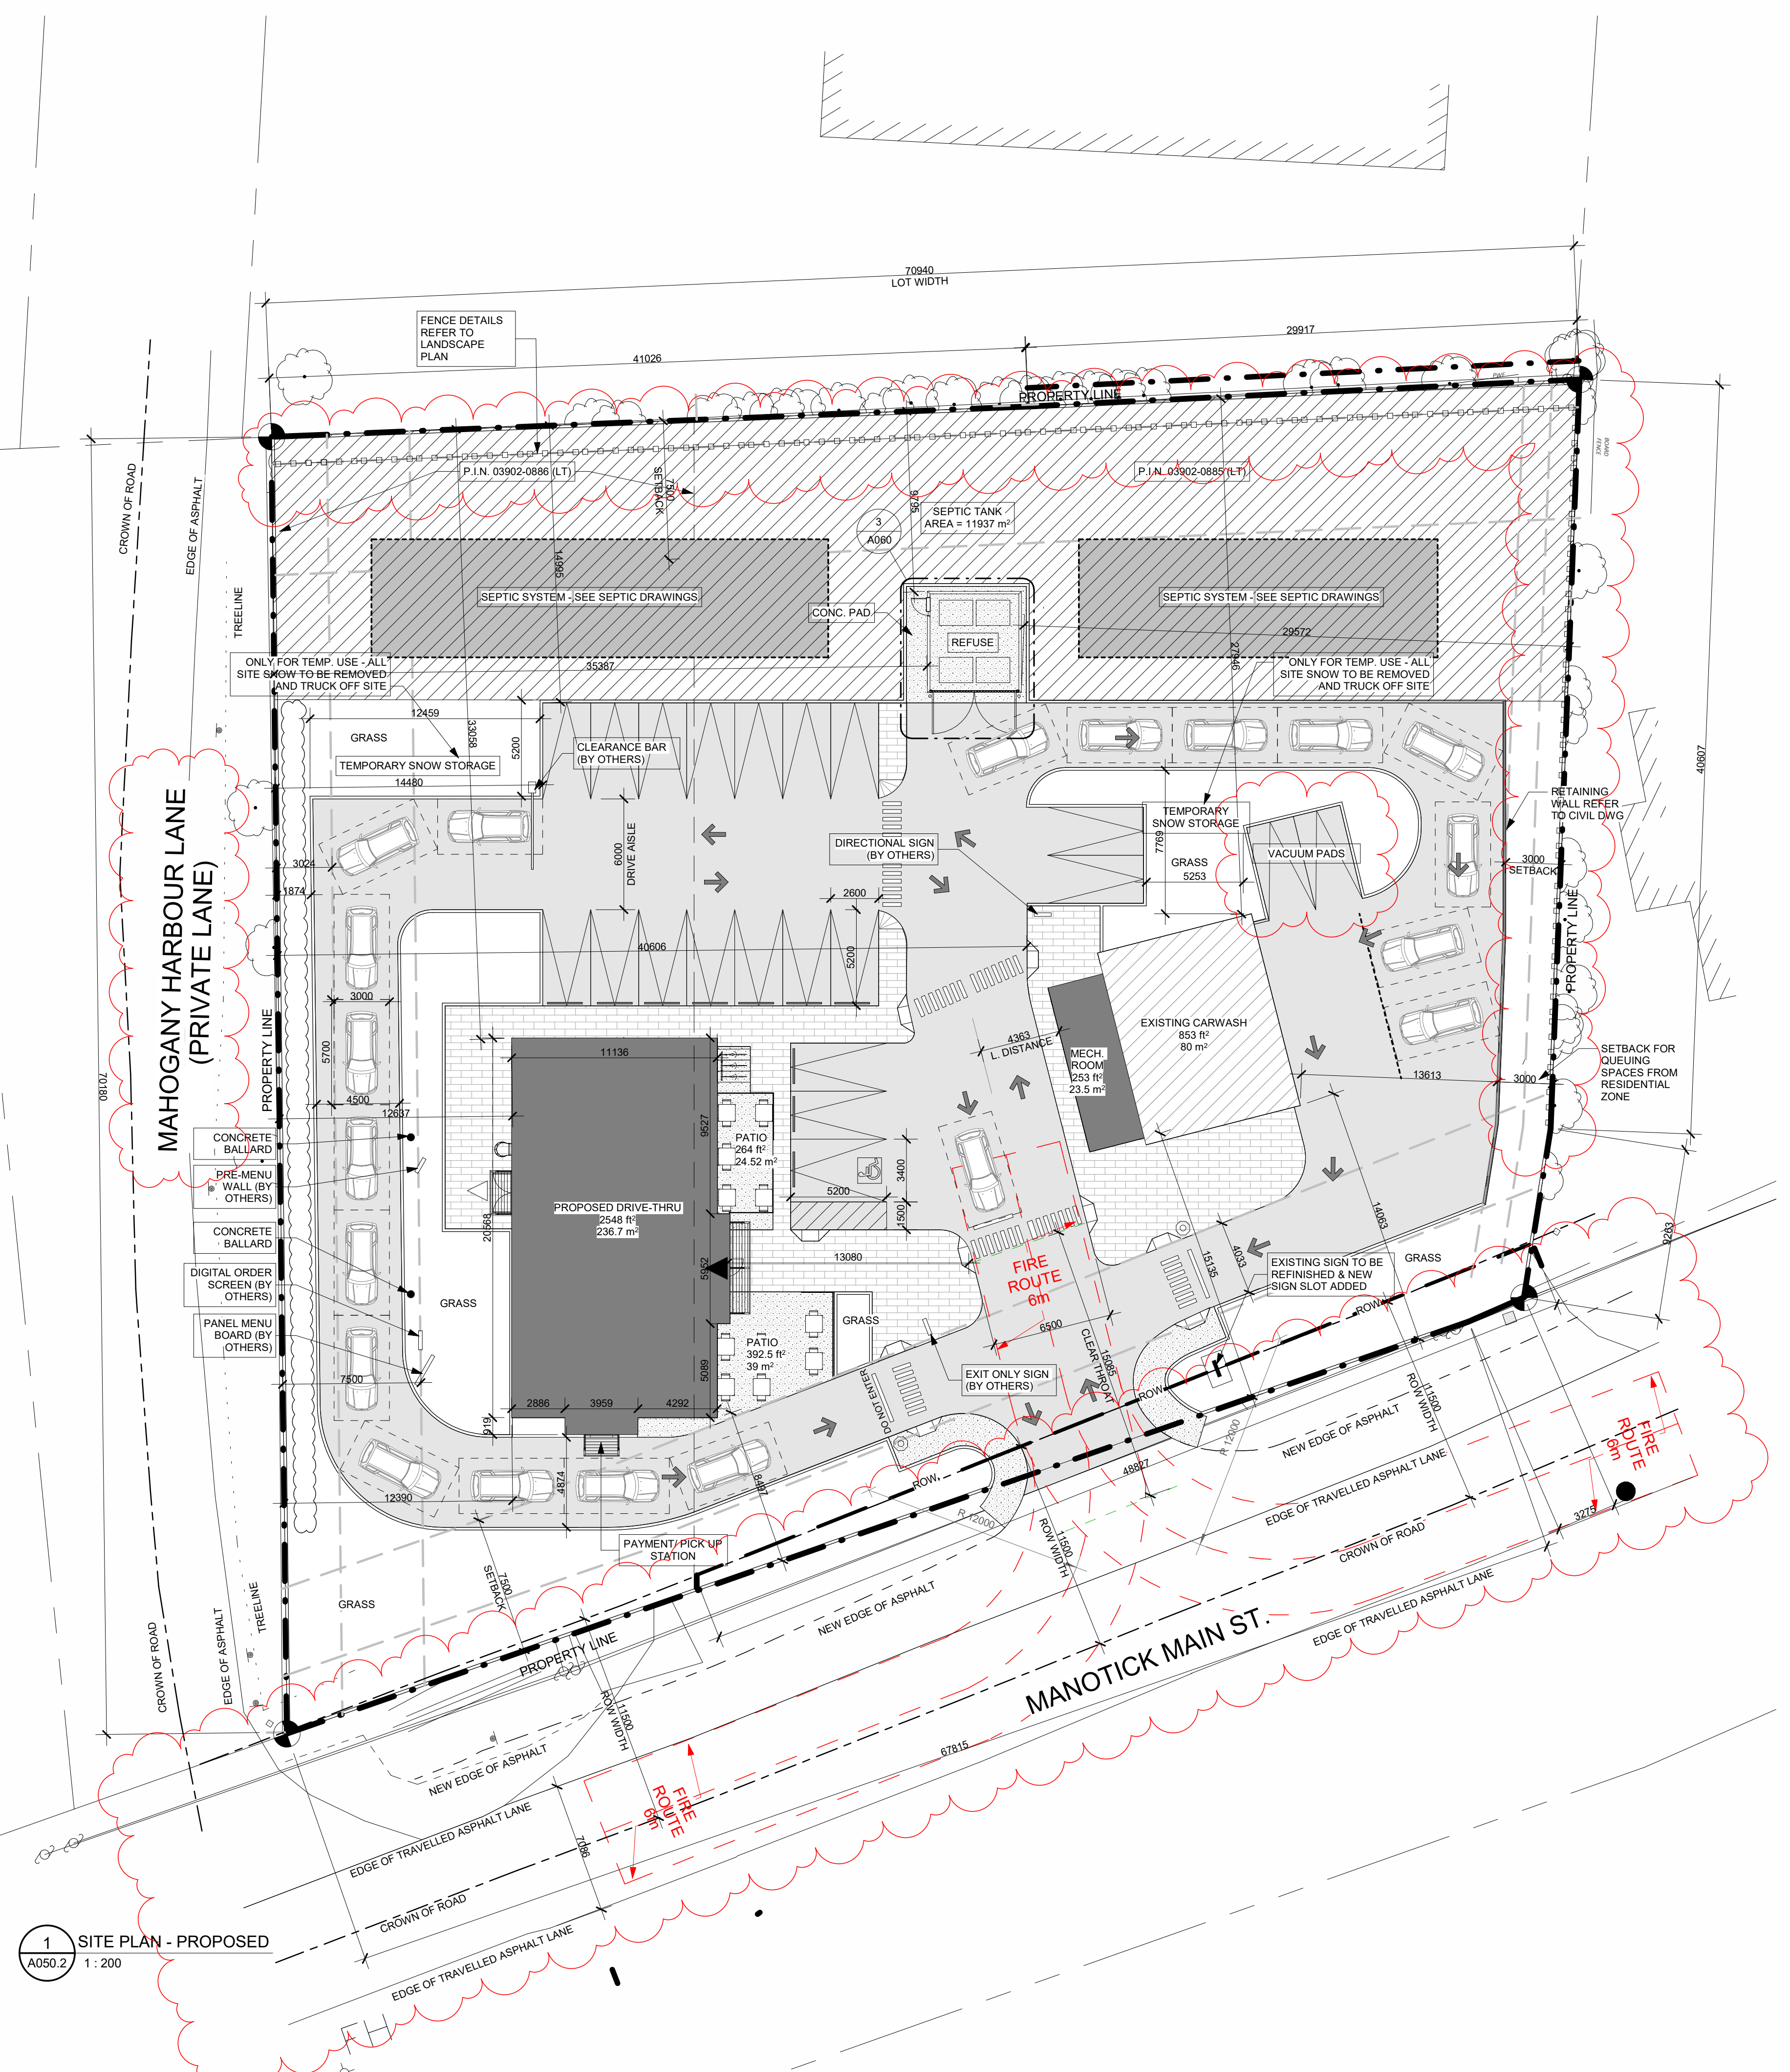 70940
LOT WIDTH
29917
41026
FENCE DETAILS
REFER TO
LANDSCAPE
PLAN
PROPERTY LINE
BOARD
FENCE
CROWN OF ROAD
EDGE OF ASPHALT
P.I.N. 03902-0886 (LT)
P.I.N. 03902-0885 (LT)
7500
SETBACK
9795
SEPTIC TANK
AREA = 11937 m²
3
A060
14995
SEPTIC SYSTEM - SEE SEPTIC DRAWINGS
SEPTIC SYSTEM - SEE SEPTIC DRAWINGS
CONC. PAD
REFUSE
29572
27946
TREELINE
ONLY FOR TEMP. USE - ALL
SITE SNOW TO BE REMOVED
AND TRUCK OFF SITE
35387
ONLY FOR TEMP. USE - ALL
SITE SNOW TO BE REMOVED
AND TRUCK OFF SITE
12459
33058
5200
GRASS
TEMPORARY SNOW STORAGE
14480
CLEARANCE BAR
(BY OTHERS)
40607
RETAINING
WALL REFER
TO CIVIL DWG
TEMPORARY
SNOW STORAGE
7769
GRASS
5253
VACUUM PADS
DIRECTIONAL SIGN
(BY OTHERS)
6000
DRIVE AISLE
2600
3024
1874
3000
SETBACK
PROPERTY LINE
MAHOGANY HARBOUR LANE
(PRIVATE LANE)
40606
5200
3000
5700
4500
12637
PROPERTY LINE
70180
11136
4363
L. DISTANCE
MECH.
ROOM
253 ft²
23.5 m²
EXISTING CARWASH
853 ft²
80 m²
13613
3000
SETBACK FOR
QUEUING
SPACES FROM
RESIDENTIAL
ZONE
CONCRETE
BALLARD
PRE-MENU
WALL (BY
OTHERS)
CONCRETE
BALLARD
DIGITAL ORDER
SCREEN (BY
OTHERS)
PANEL MENU
BOARD (BY
OTHERS)
9527
PATIO
264 ft²
24.52 m²
3400
5200
1500
PROPOSED DRIVE-THRU
2548 ft²
236.7 m²
20568
5952
13080
14063
15135
4033
9263
FIRE
ROUTE
6m
EXISTING SIGN TO BE
REFINISHED & NEW
SIGN SLOT ADDED
GRASS
ROW
GRASS
GRASS
PATIO
392.5 ft²
39 m²
5089
6500
15085
CLEAR THROAT
EXIT ONLY SIGN
(BY OTHERS)
DO NOT ENTER
7500
2886
3959
4292
919
ROW
11500
ROW WIDTH
R 12000
NEW EDGE OF ASPHALT
FIRE
ROUTE
6m
48827
EDGE OF TRAVELLED ASPHALT LANE
12390
4874
8497
ROW
R 12000
3275
PAYMENT/ PICK UP
STATION
11500
ROW WIDTH
CROWN OF ROAD
7500
SETBACK
GRASS
TREELINE
EDGE OF ASPHALT
CROWN OF ROAD
PROPERTY LINE
NEW EDGE OF ASPHALT
EDGE OF TRAVELLED ASPHALT LANE
MANOTICK MAIN ST.
11500
ROW WIDTH
67815
NEW EDGE OF ASPHALT
FIRE
ROUTE
6m
7086
EDGE OF TRAVELLED ASPHALT LANE
CROWN OF ROAD
EDGE OF TRAVELLED ASPHALT LANE
1
A050.2
SITE PLAN - PROPOSED
1 : 200
FH